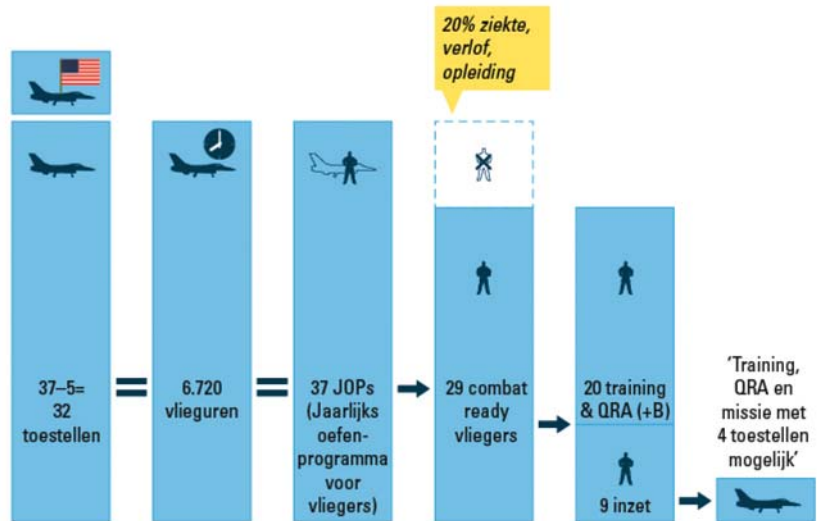 20% ziekte,
verlof,
opleiding
37–5=
32
toestellen
6.720
vlieguren
37 JOPs
(Jaarlijks
oefen-
programma
voor
vliegers)
29 combat
ready
vliegers
20 training
& QRA (+B)
9 inzet
‘Training,
QRA en
missie met
4 toestellen
mogelijk’